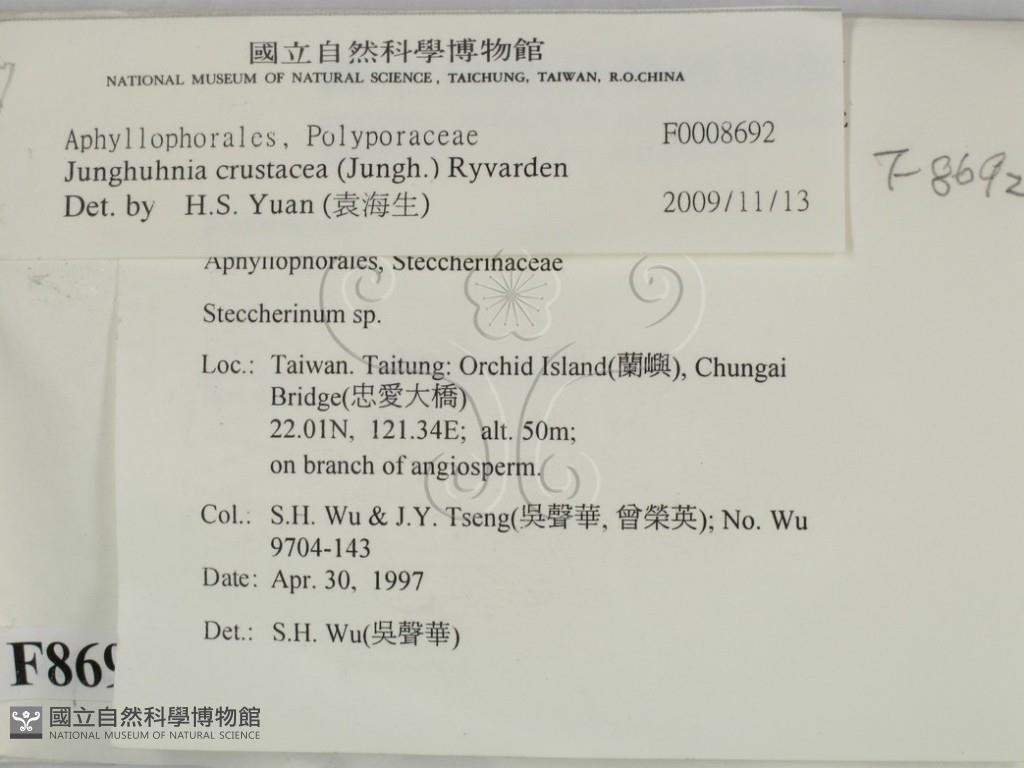 國立自然科學博物館
NATIONAL MUSEUM OF NATURAL SCIENCE, TAICHUNG, TAIWAN, R.O.CHINA
Aphyllophorales, Polyporaceae F0008692
Junghuhnia crustacea (Jungh.) Ryvarden
Det. by H.S. Yuan (袁海生) 2009/11/13
F-8692
Aphyllophorales, Steccherinaceae
Steccherinum sp.
Loc.: Taiwan. Taitung: Orchid Island(蘭嶼), Chungai
Bridge(忠愛大橋)
22.01N, 121.34E; alt. 50m;
on branch of angiosperm.
Col.: S.H. Wu & J.Y. Tseng(吳聲華, 曾榮英); No. Wu
9704-143
Date: Apr. 30, 1997
Det.: S.H. Wu(吳聲華)
F869
國立自然科學博物館
NATIONAL MUSEUM OF NATURAL SCIENCE